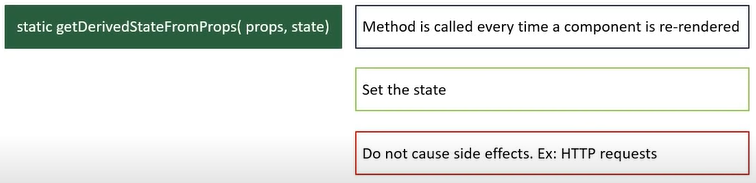 static getDerivedStateFromProps( props, state)
Method is called every time a component is re-rendered
Set the state
Do not cause side effects. Ex: HTTP requests